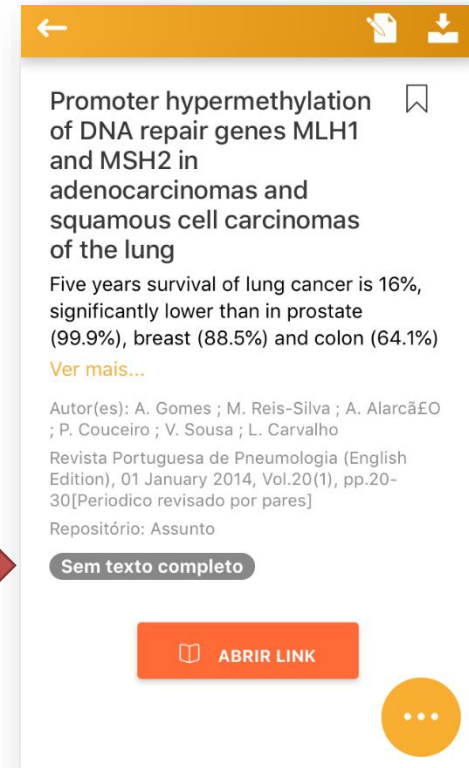 Promoter hypermethylation
of DNA repair genes MLH1
and MSH2 in
adenocarcinomas and
squamous cell carcinomas
of the lung
Five years survival of lung cancer is 16%,
significantly lower than in prostate
(99.9%), breast (88.5%) and colon (64.1%)
Ver mais...
Autor(es): A. Gomes ; M. Reis-Silva ; A. Alarcã£O
; P. Couceiro ; V. Sousa ; L. Carvalho
Revista Portuguesa de Pneumologia (English
Edition), 01 January 2014, Vol.20(1), pp.20-
30[Periodico revisado por pares]
Repositório: Assunto
Sem texto completo
ABRIR LINK